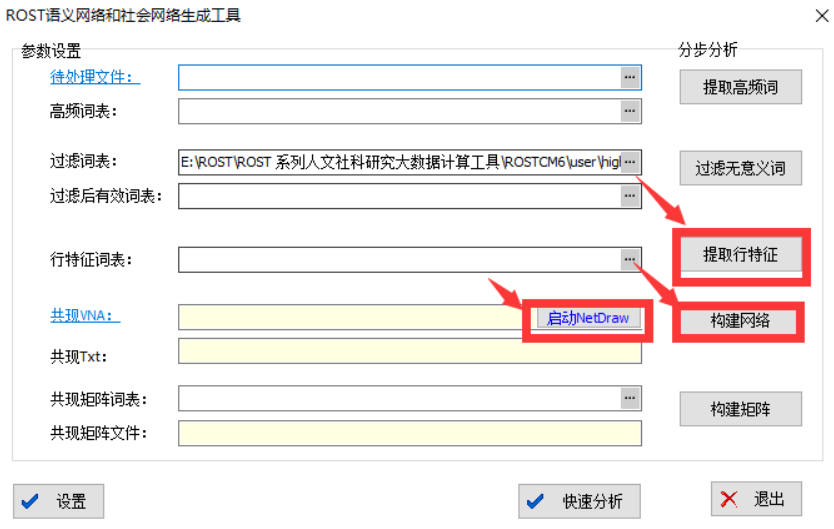 ROST语义网络和社会网络生成工具
参数设置
分步分析
待处理文件：
提取高频词
高频词表：
过滤词表：
E:\ROST\ROST 系列人文社科研究大数据计算工具\ROSTCM6\user\higl
过滤无意义词
过滤后有效词表：
行特征词表：
提取行特征
共现VNA：
启动NetDraw
构建网络
共现Txt：
共现矩阵词表：
构建矩阵
共现矩阵文件：
设置
快速分析
退出